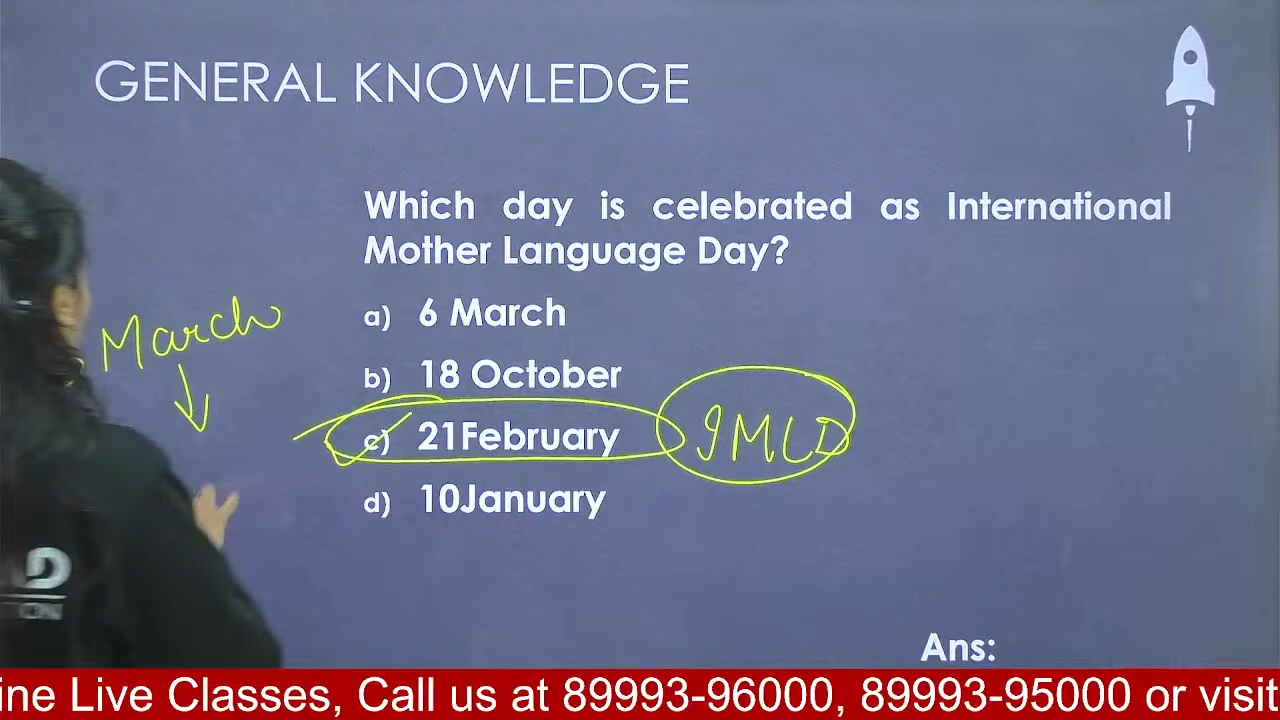 GENERAL KNOWLEDGE
Which day is celebrated as International
Mother Language Day?
a) 6 March
b) 18 October
c) 21February
d) 10January
March
IMLD
Ans:
ine Live Classes, Call us at 89993-96000, 89993-95000 or visit